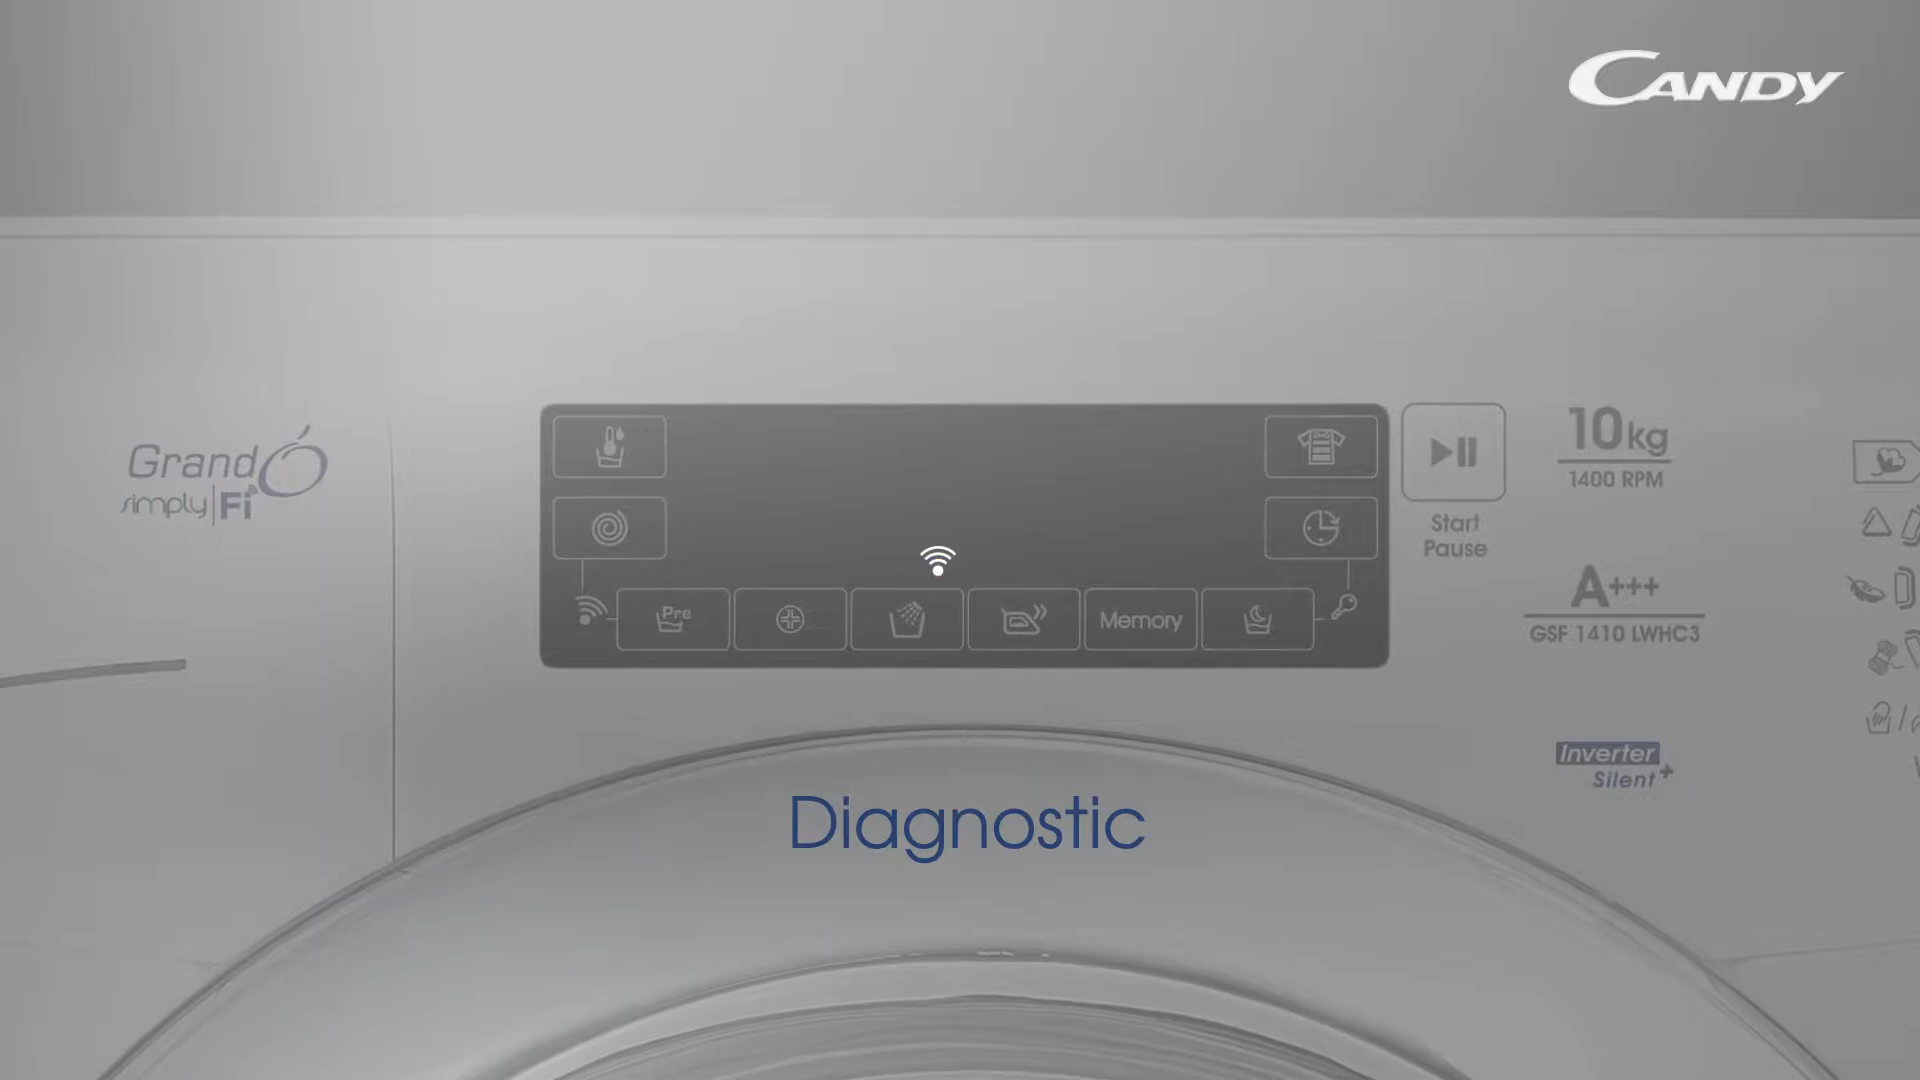 CANDY
Grand Ó
simply|Fi
Start
Pause
10kg
1400 RPM
A+++
GSF 1410 LWHC3
Pre
Memory
Inverter
Silent+
Diagnostic